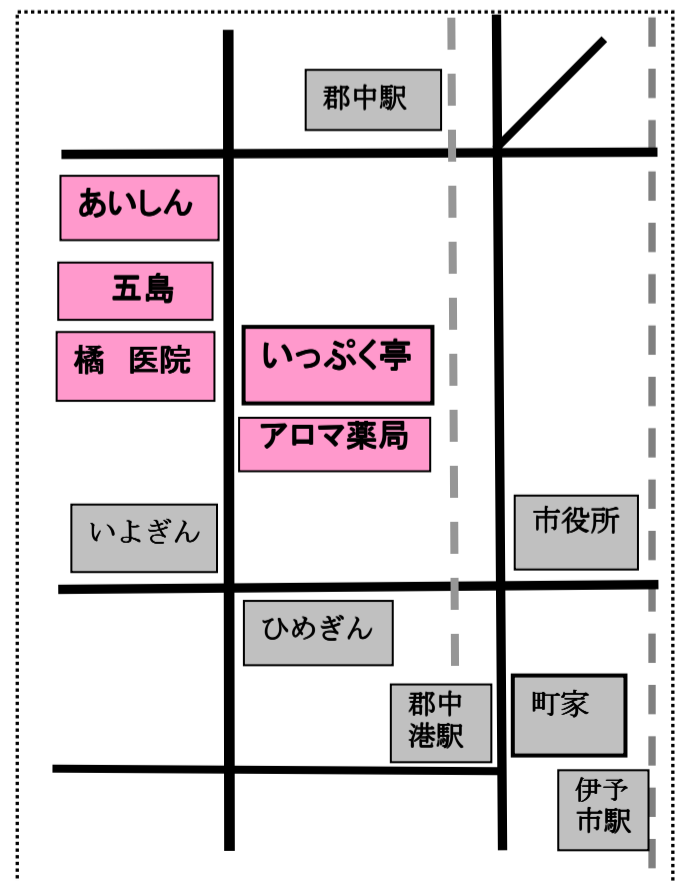 郡中駅
あいしん
五島
橘　医院
いっぷく亭
アロマ薬局
いよぎん
市役所
ひめぎん
郡中
港駅
町家
伊予
市駅